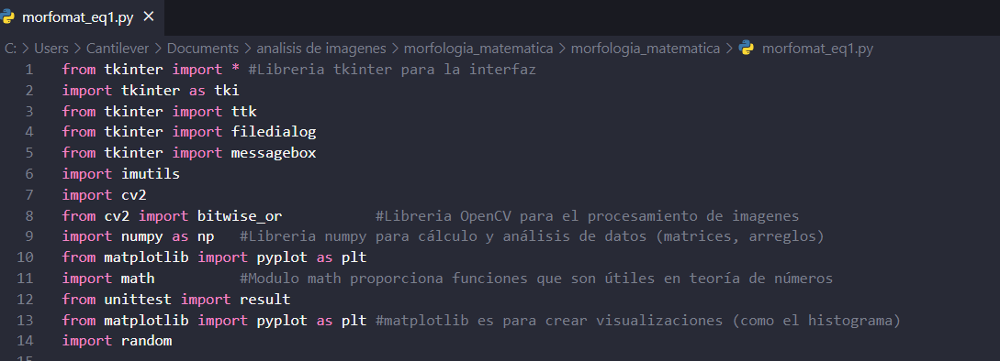 morfomat_eq1.py ×
C: > Users > Cantilever > Documents > analisis de imagenes > morfologia_matematica > morfologia_matematica > morfomat_eq1.py
1 from tkinter import * #Libreria tkinter para la interfaz
2 import tkinter as tki
3 from tkinter import ttk
4 from tkinter import filedialog
5 from tkinter import messagebox
6 import imutils
7 import cv2
8 from cv2 import bitwise_or #Libreria OpenCV para el procesamiento de imagenes
9 import numpy as np #Libreria numpy para cálculo y análisis de datos (matrices, arreglos)
10 from matplotlib import pyplot as plt
11 import math #Modulo math proporciona funciones que son útiles en teoría de números
12 from unittest import result
13 from matplotlib import pyplot as plt #matplotlib es para crear visualizaciones (como el histograma)
14 import random
15